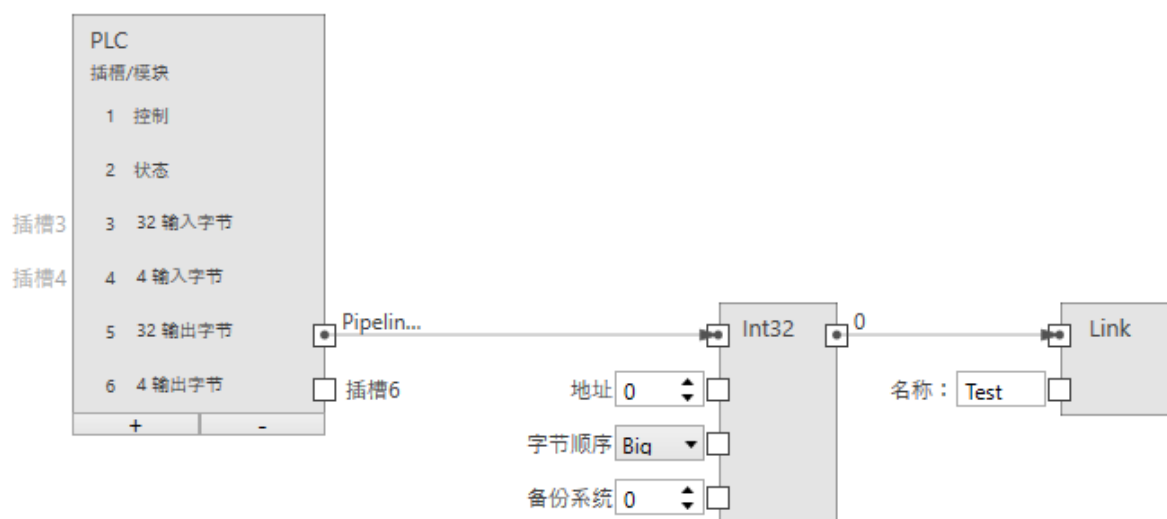 PLC
插槽/模块
1 控制
2 状态
插槽3 3 32 输入字节
插槽4 4 4 输入字节
5 32 输出字节 Pipelin... Int32 0 Link
6 4 输出字节 插槽6 地址 0 名称： Test
+ -
字节顺序 Big
备份系统 0